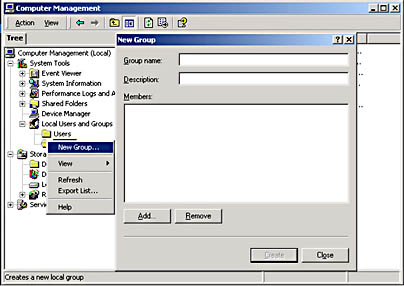 Computer Management
Action View
Tree
Computer Management (Local)
System Tools
Event Viewer
System Information
Performance Logs and A
Shared Folders
Device Manager
Local Users and Groups
Users
Stora
D
D
Lo
R
Servic
New Group...
View
Refresh
Export List...
Help
New Group
Group name:
Description:
Members:
Add...
Remove
Create
Close
Creates a new local group